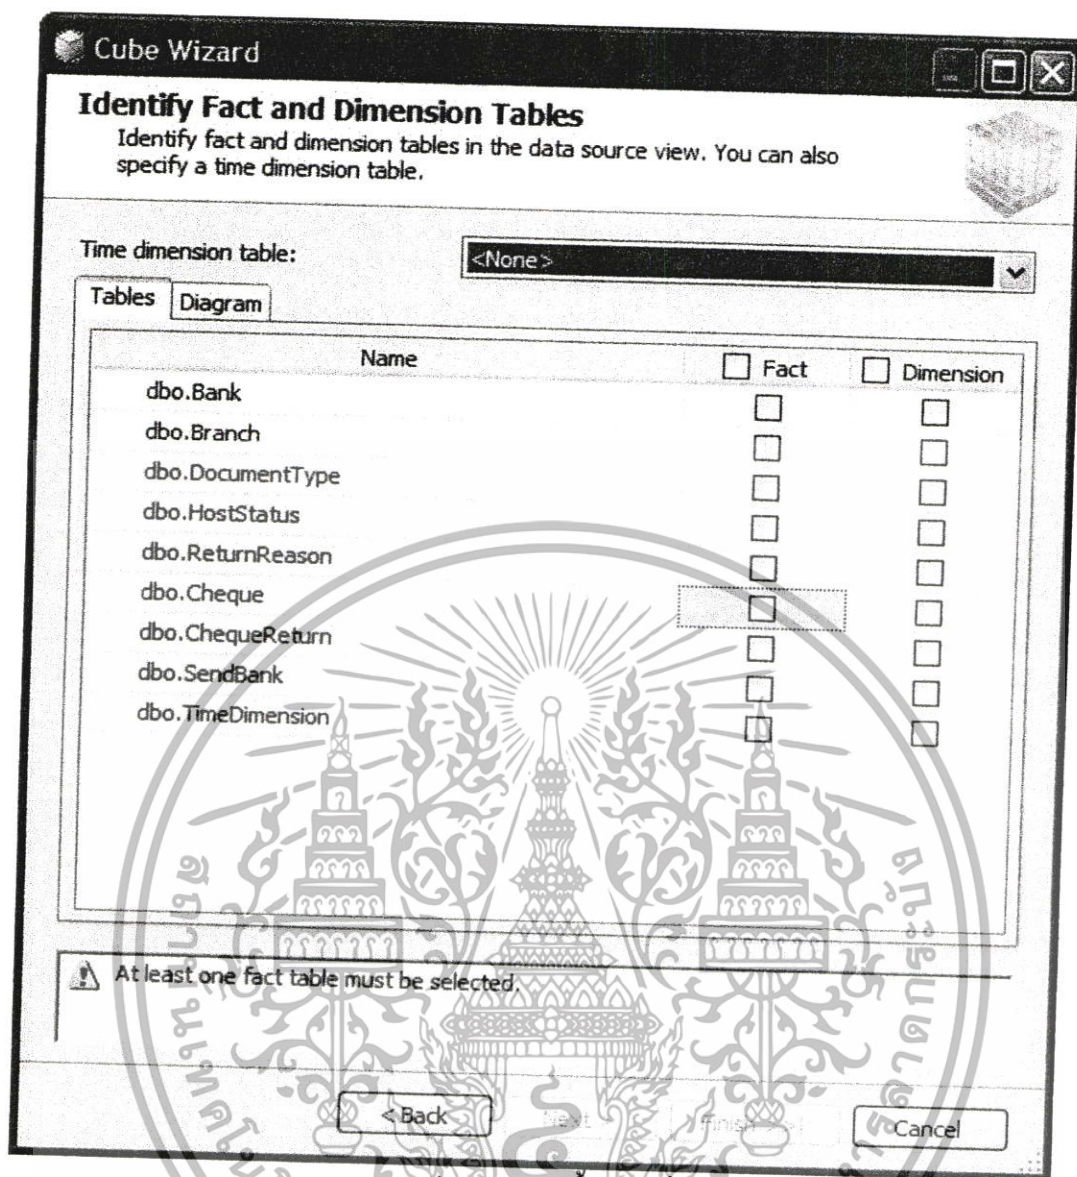 Cube Wizard
Identify Fact and Dimension Tables
Identify fact and dimension tables in the data source view. You can also
specify a time dimension table.
Time dimension table:
<None>
Tables Diagram
Name Fact Dimension
dbo.Bank
dbo.Branch
dbo.DocumentType
dbo.HostStatus
dbo.ReturnReason
dbo.Cheque
dbo.ChequeReturn
dbo.SendBank
dbo.TimeDimension
At least one fact table must be selected.
< Back Next Finish Cancel